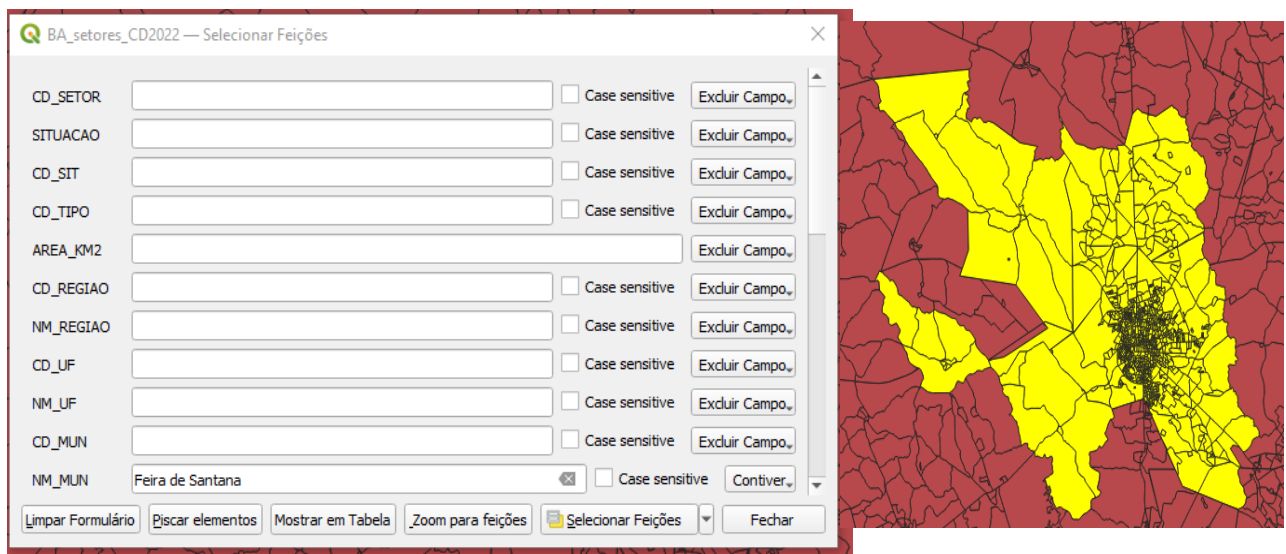 BA_setores_CD2022 — Selecionar Feições
CD_SETOR Case sensitive Excluir Campo
SITUACAO Case sensitive Excluir Campo
CD_SIT Case sensitive Excluir Campo
CD_TIPO Case sensitive Excluir Campo
AREA_KM2 Excluir Campo
CD_REGIAO Case sensitive Excluir Campo
NM_REGIAO Case sensitive Excluir Campo
CD_UF Case sensitive Excluir Campo
NM_UF Case sensitive Excluir Campo
CD_MUN Case sensitive Excluir Campo
NM_MUN Feira de Santana Case sensitive Contiver
Limpar Formulário Piscar elementos Mostrar em Tabela Zoom para feições Selecionar Feições Fechar